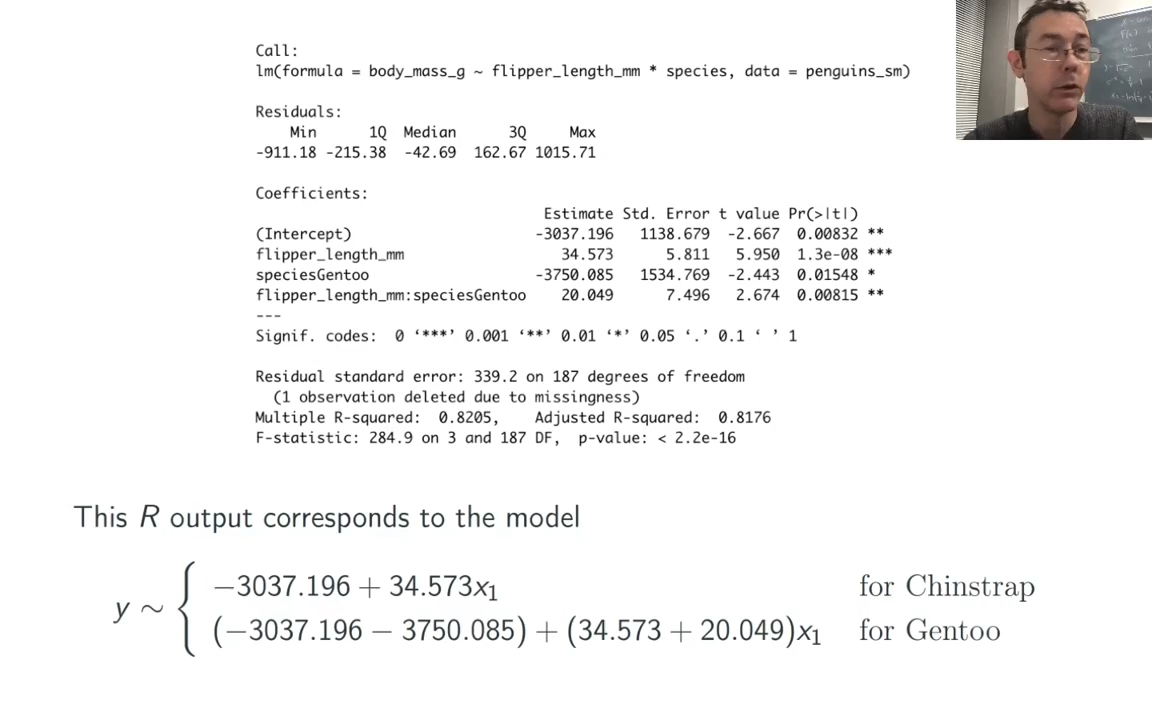 Call:
lm(formula = body_mass_g ~ flipper_length_mm * species, data = penguins_sm)
Residuals:
Min 1Q Median 3Q Max
-911.18 -215.38 -42.69 162.67 1015.71
Coefficients:
Estimate Std. Error t value Pr(>|t|)
(Intercept) -3037.196 1138.679 -2.667 0.00832 **
flipper_length_mm 34.573 5.811 5.950 1.3e-08 ***
speciesGentoo -3750.085 1534.769 -2.443 0.01548 *
flipper_length_mm:speciesGentoo 20.049 7.496 2.674 0.00815 **
---
Signif. codes: 0 ‘***’ 0.001 ‘**’ 0.01 ‘*’ 0.05 ‘.’ 0.1 ‘ ’ 1
Residual standard error: 339.2 on 187 degrees of freedom
(1 observation deleted due to missingness)
Multiple R-squared: 0.8205, Adjusted R-squared: 0.8176
F-statistic: 284.9 on 3 and 187 DF, p-value: < 2.2e-16
This R output corresponds to the model
y ~ {
−3037.196 + 34.573x₁ for Chinstrap
(−3037.196 − 3750.085) + (34.573 + 20.049)x₁ for Gentoo